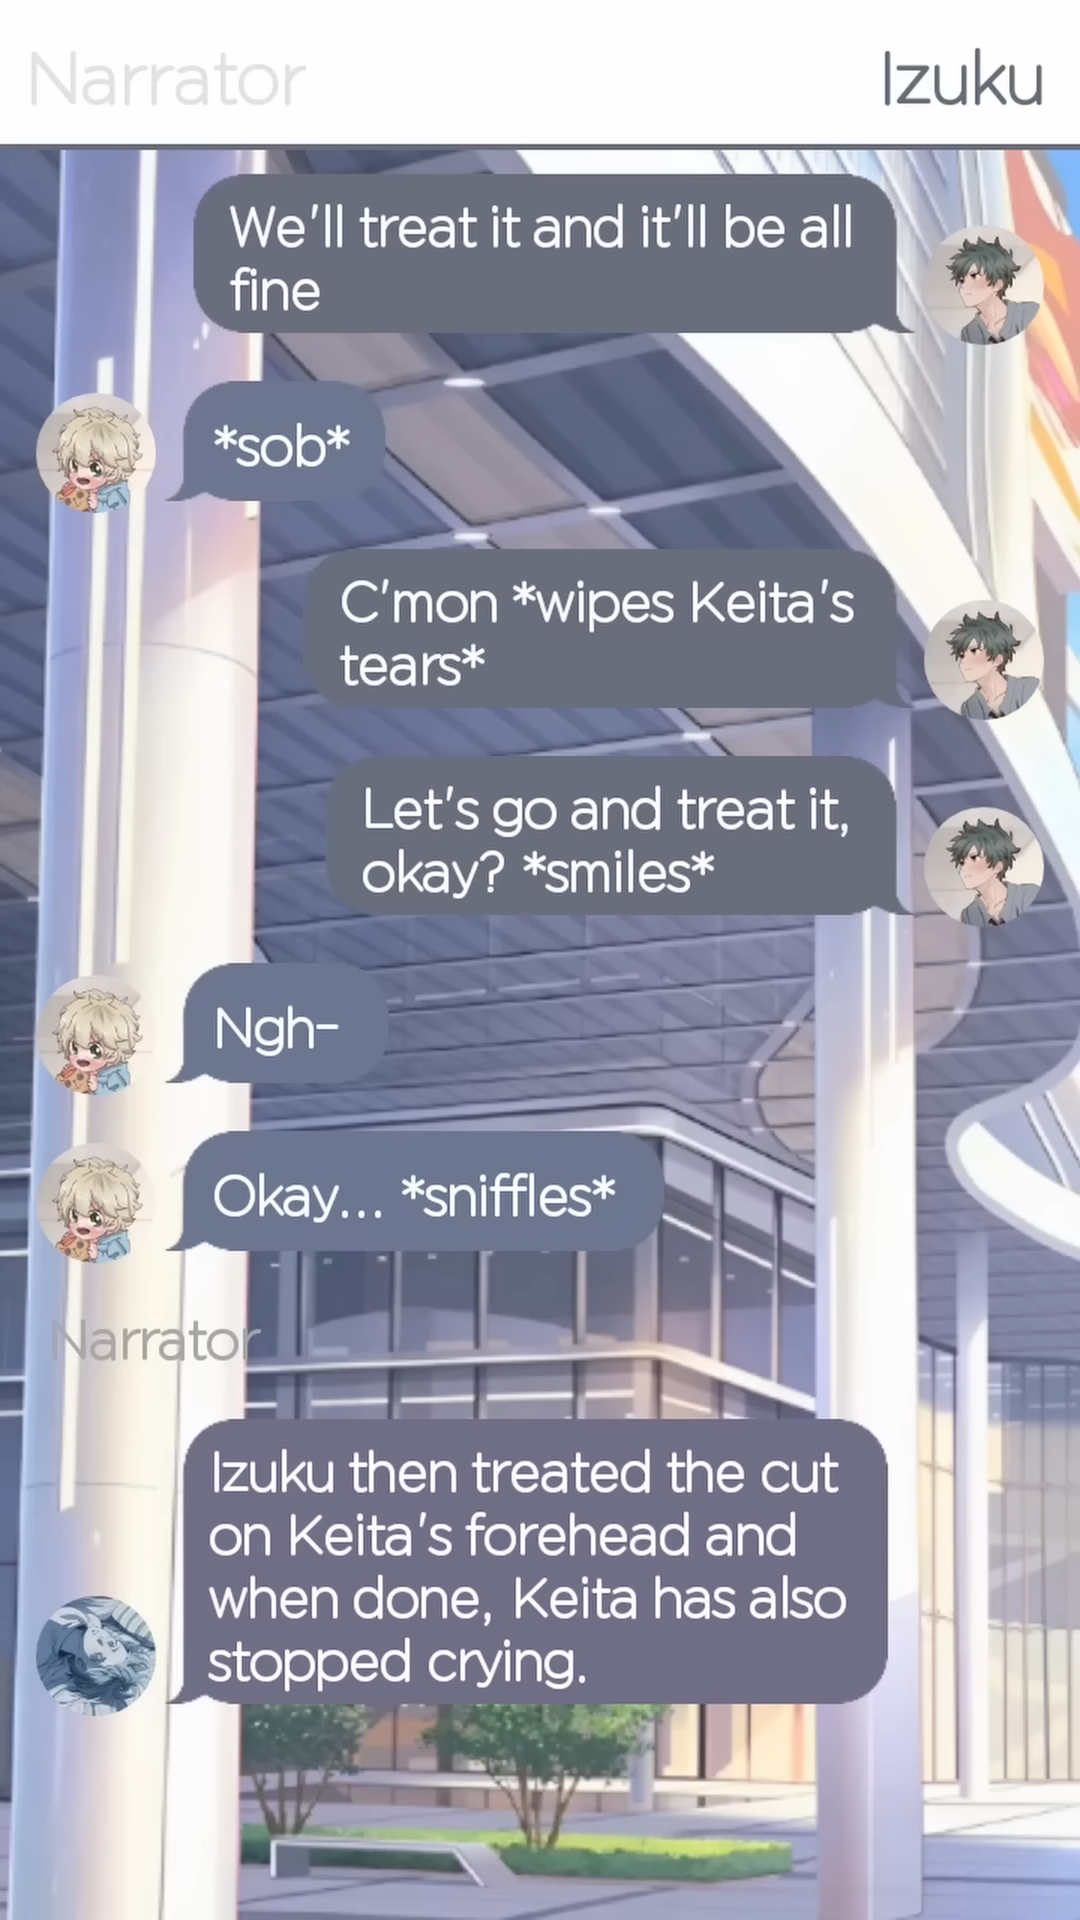 Narrator
Izuku
We'll treat it and it'll be all
fine
*sob*
C'mon *wipes Keita's
tears*
Let's go and treat it,
okay? *smiles*
Ngh-
Okay... *sniffles*
Narrator
Izuku then treated the cut
on Keita's forehead and
when done, Keita has also
stopped crying.